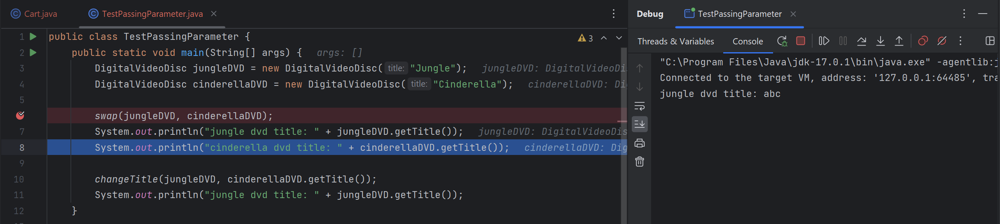 Cart.java
TestPassingParameter.java
Debug
TestPassingParameter
Threads & Variables
Console
3
1 public class TestPassingParameter {
2 public static void main(String[] args) { args: []
3 DigitalVideoDisc jungleDVD = new DigitalVideoDisc( title: "Jungle"); jungleDVD: DigitalVideoDi
4 DigitalVideoDisc cinderellaDVD = new DigitalVideoDisc( title: "Cinderella"); cinderellaDVD: Di
5
swap(jungleDVD, cinderellaDVD);
7 System.out.println("jungle dvd title: " + jungleDVD.getTitle()); jungleDVD: DigitalVideoDis
8 System.out.println("cinderella dvd title: " + cinderellaDVD.getTitle()); cinderellaDVD: Dig
9
10 changeTitle(jungleDVD, cinderellaDVD.getTitle());
11 System.out.println("jungle dvd title: " + jungleDVD.getTitle());
12 }
"C:\Program Files\Java\jdk-17.0.1\bin\java.exe" -agentlib:j
Connected to the target VM, address: '127.0.0.1:64485', tra
jungle dvd title: abc